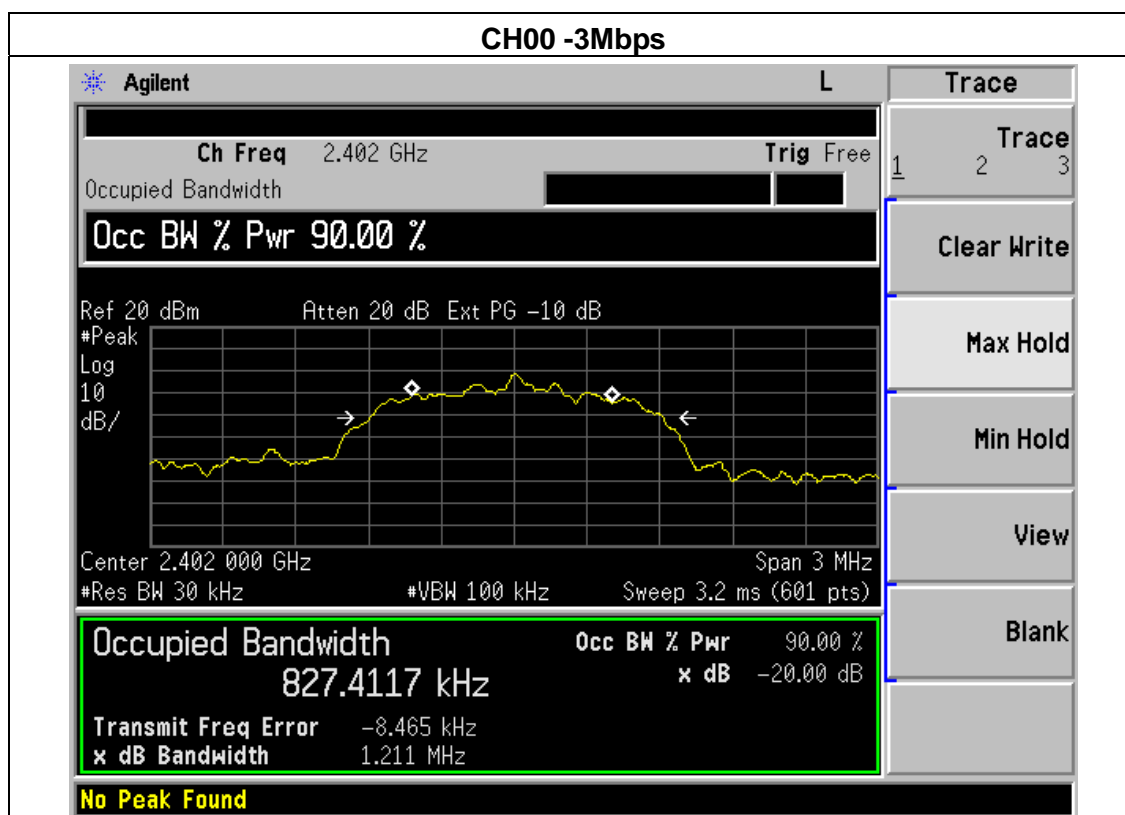 CH00 -3Mbps
Agilent L Trace
Ch Freq 2.402 GHz Trig Free
Occupied Bandwidth
Occ BW % Pwr 90.00 %
Ref 20 dBm Atten 20 dB Ext PG -10 dB
#Peak
Log
10
dB/
Center 2.402 000 GHz Span 3 MHz
#Res BW 30 kHz #VBW 100 kHz Sweep 3.2 ms (601 pts)
Occupied Bandwidth Occ BW % Pwr 90.00 %
827.4117 kHz x dB -20.00 dB
Transmit Freq Error -8.465 kHz
x dB Bandwidth 1.211 MHz
No Peak Found
Trace
1 2 3
Clear Write
Max Hold
Min Hold
View
Blank